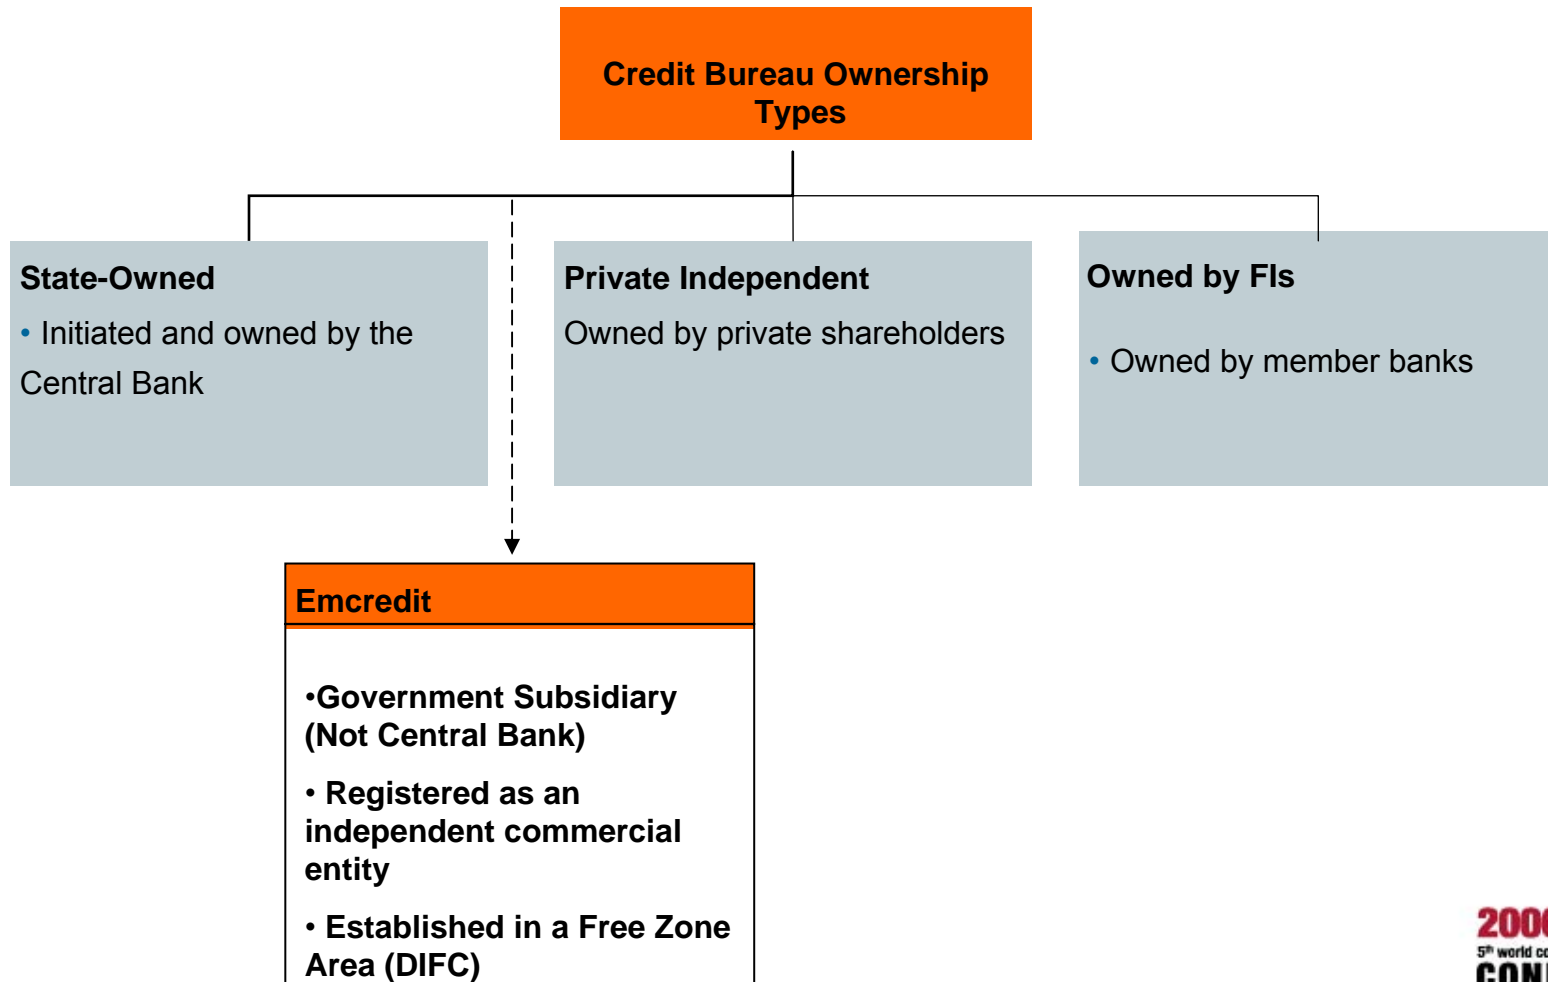 Credit Bureau Ownership
Types
State-Owned
• Initiated and owned by the
Central Bank
Private Independent
Owned by private shareholders
Owned by FIs
• Owned by member banks
Emcredit
•Government Subsidiary
(Not Central Bank)
• Registered as an
independent commercial
entity
• Established in a Free Zone
Area (DIFC)
5th world